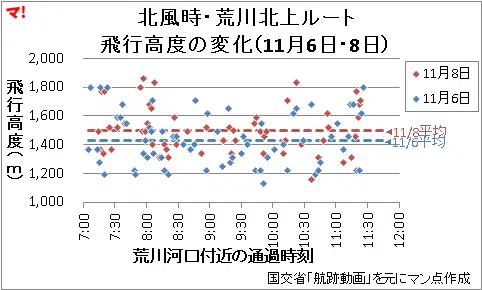 マ!
北風時・荒川北上ルート
飛行高度の変化(11月6日・8日)
飛行高度(m)
2,000
1,800
1,600
1,400
1,200
1,000
11月8日
11月6日
11/8平均
11/6平均
7:00
7:30
8:00
8:30
9:00
9:30
10:00
10:30
11:00
11:30
12:00
荒川河口付近の通過時刻
国交省「航跡動画」を元にマン点作成